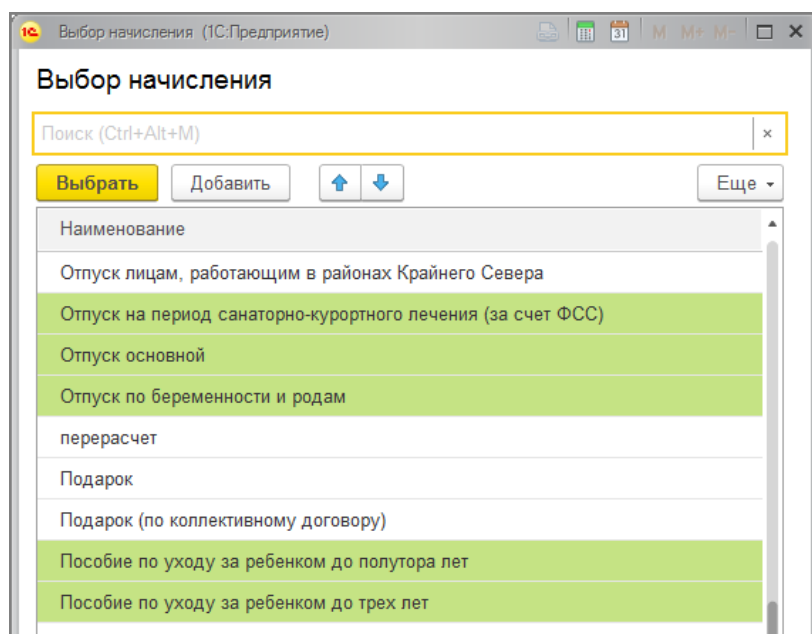 1С Выбор начисления (1С:Предприятие) 31 M M+ M-
Выбор начисления
Поиск (Ctrl+Alt+M) ×
Выбрать Добавить Еще
Наименование
Отпуск лицам, работающим в районах Крайнего Севера
Отпуск на период санаторно-курортного лечения (за счет ФСС)
Отпуск основной
Отпуск по беременности и родам
перерасчет
Подарок
Подарок (по коллективному договору)
Пособие по уходу за ребенком до полутора лет
Пособие по уходу за ребенком до трех лет